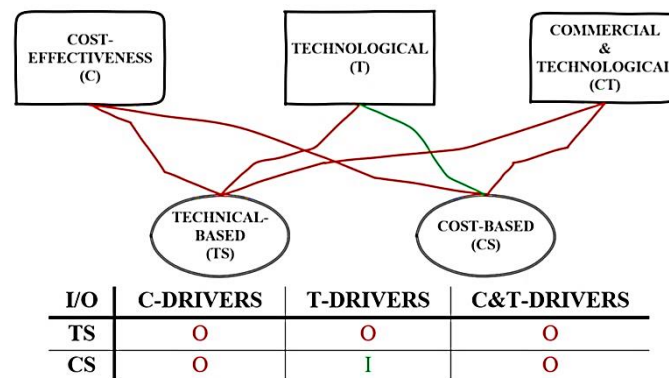 COST-
EFFECTIVENESS
(C)
TECHNOLOGICAL
(T)
COMMERCIAL
&
TECHNOLOGICAL
(CT)
TECHNICAL-
BASED
(TS)
COST-BASED
(CS)
I/O C-DRIVERS T-DRIVERS C&T-DRIVERS
TS O O O
CS O I O